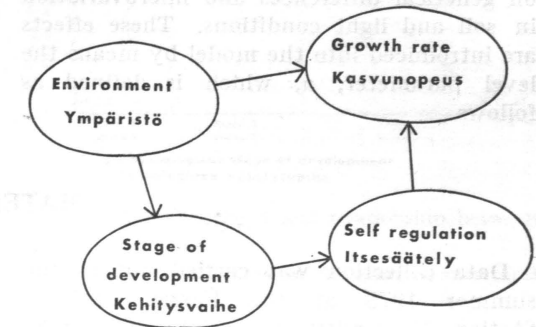 Growth rate
Kasvunopeus
Environment
Ympäristö
Self regulation
Itsesäätely
Stage of
development
Kehitysvaihe